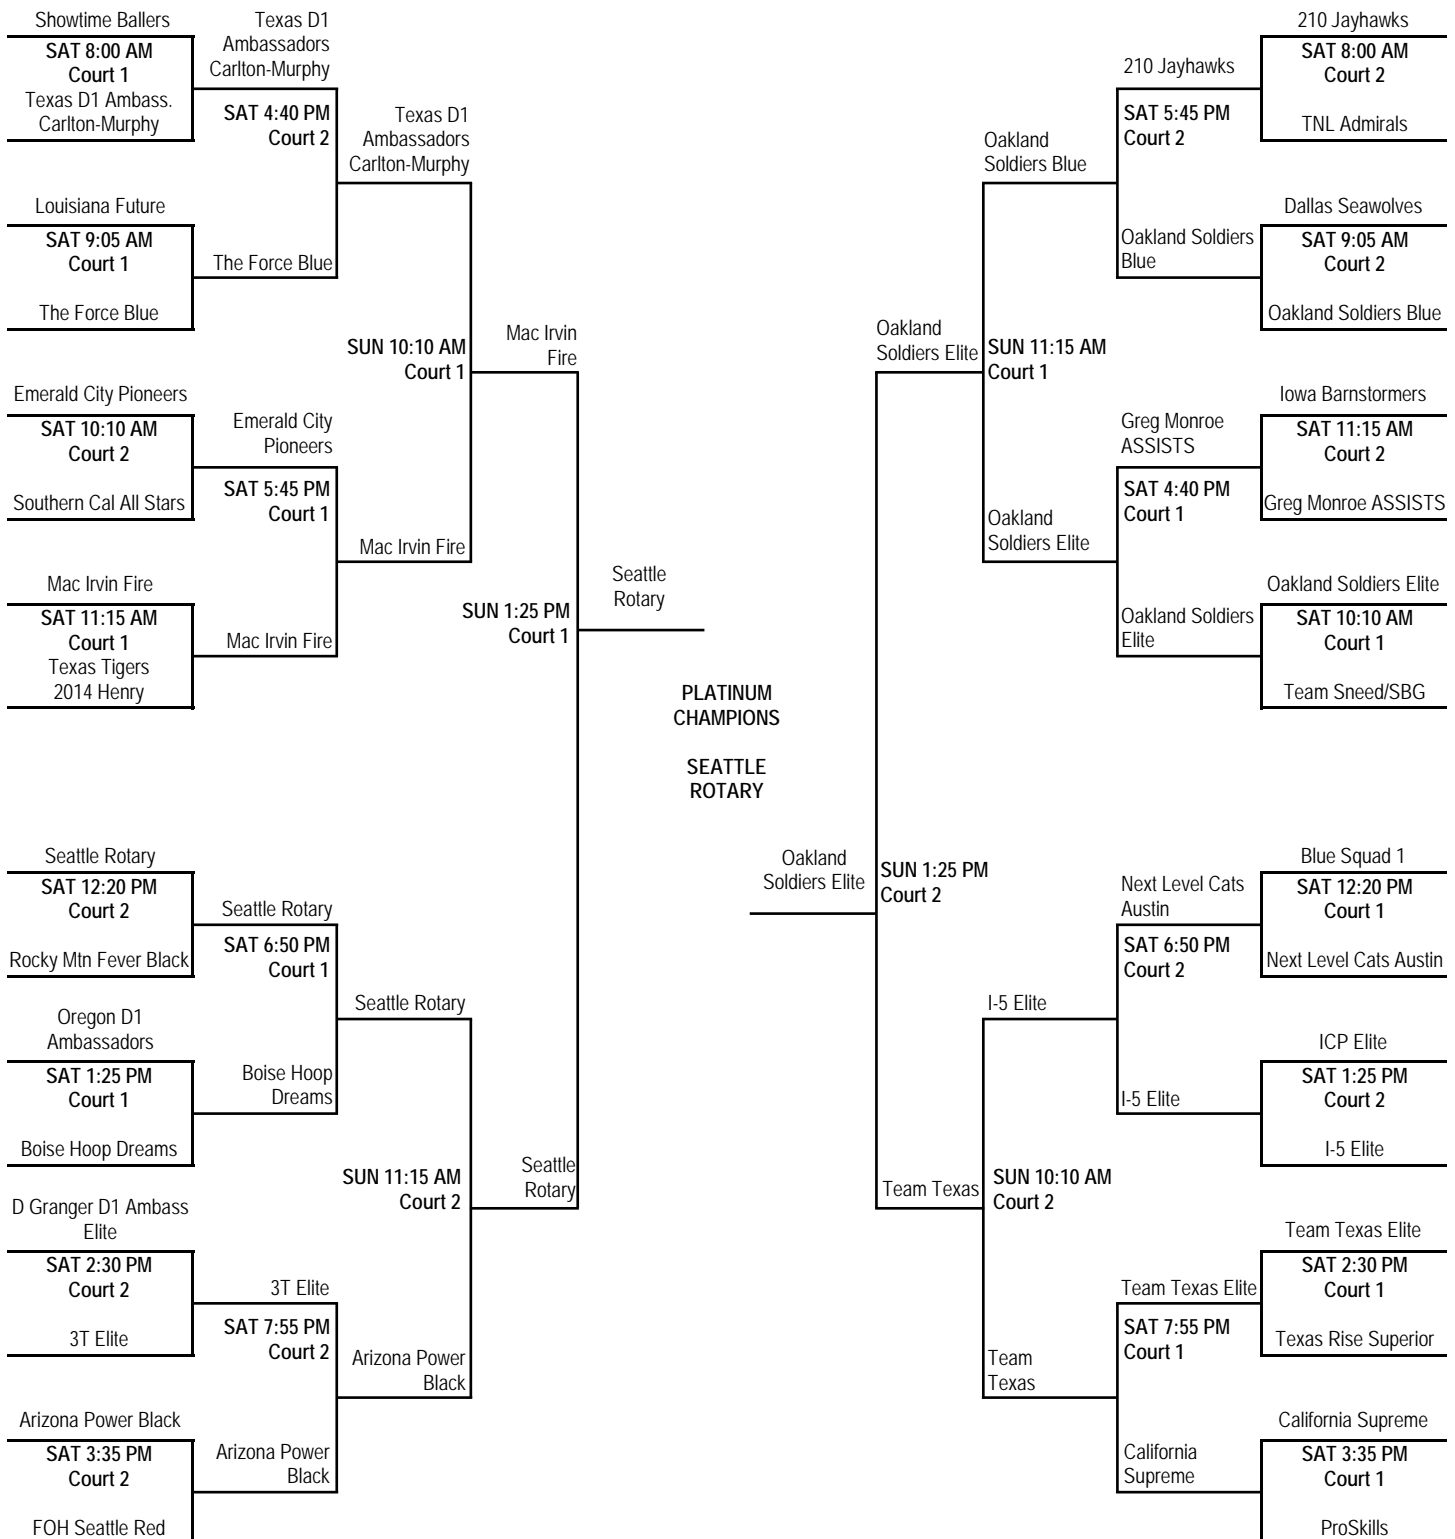 Showtime Ballers
SAT 8:00 AM
Court 1
Texas D1 Ambass.
Carlton-Murphy
Louisiana Future
SAT 9:05 AM
Court 1
The Force Blue
Emerald City Pioneers
SAT 10:10 AM
Court 2
Southern Cal All Stars
Mac Irvin Fire
SAT 11:15 AM
Court 1
Texas Tigers
2014 Henry
Seattle Rotary
SAT 12:20 PM
Court 2
Rocky Mtn Fever Black
Oregon D1
Ambassadors
SAT 1:25 PM
Court 1
Boise Hoop Dreams
D Granger D1 Ambass
Elite
SAT 2:30 PM
Court 2
3T Elite
Arizona Power Black
SAT 3:35 PM
Court 2
FOH Seattle Red
Texas D1
Ambassadors
Carlton-Murphy
SAT 4:40 PM
Court 2
The Force Blue
Emerald City
Pioneers
SAT 5:45 PM
Court 1
Mac Irvin Fire
Seattle Rotary
SAT 6:50 PM
Court 1
Boise Hoop
Dreams
3T Elite
SAT 7:55 PM
Court 2
Arizona Power
Black
Texas D1
Ambassadors
Carlton-Murphy
SUN 10:10 AM
Court 1
Mac Irvin Fire
Seattle Rotary
SUN 11:15 AM
Court 2
Arizona Power
Black
Mac Irvin
Fire
SUN 1:25 PM
Court 1
Seattle
Rotary
Seattle
Rotary
PLATINUM
CHAMPIONS
SEATTLE
ROTARY
Oakland
Soldiers Elite
Oakland
Soldiers Elite
SUN 1:25 PM
Court 2
Team Texas
Oakland
Soldiers Blue
SUN 11:15 AM
Court 1
Oakland
Soldiers Elite
I-5 Elite
SUN 10:10 AM
Court 2
Team
Texas
210 Jayhawks
SAT 5:45 PM
Court 2
Oakland Soldiers
Blue
Greg Monroe
ASSISTS
SAT 4:40 PM
Court 1
Oakland Soldiers
Elite
Next Level Cats
Austin
SAT 6:50 PM
Court 2
I-5 Elite
Team Texas Elite
SAT 7:55 PM
Court 1
California
Supreme
210 Jayhawks
SAT 8:00 AM
Court 2
TNL Admirals
Dallas Seawolves
SAT 9:05 AM
Court 2
Oakland Soldiers Blue
Iowa Barnstormers
SAT 11:15 AM
Court 2
Greg Monroe ASSISTS
Oakland Soldiers Elite
SAT 10:10 AM
Court 1
Team Sneed/SBG
Blue Squad 1
SAT 12:20 PM
Court 1
Next Level Cats Austin
ICP Elite
SAT 1:25 PM
Court 2
I-5 Elite
Team Texas Elite
SAT 2:30 PM
Court 1
Texas Rise Superior
California Supreme
SAT 3:35 PM
Court 1
ProSkills